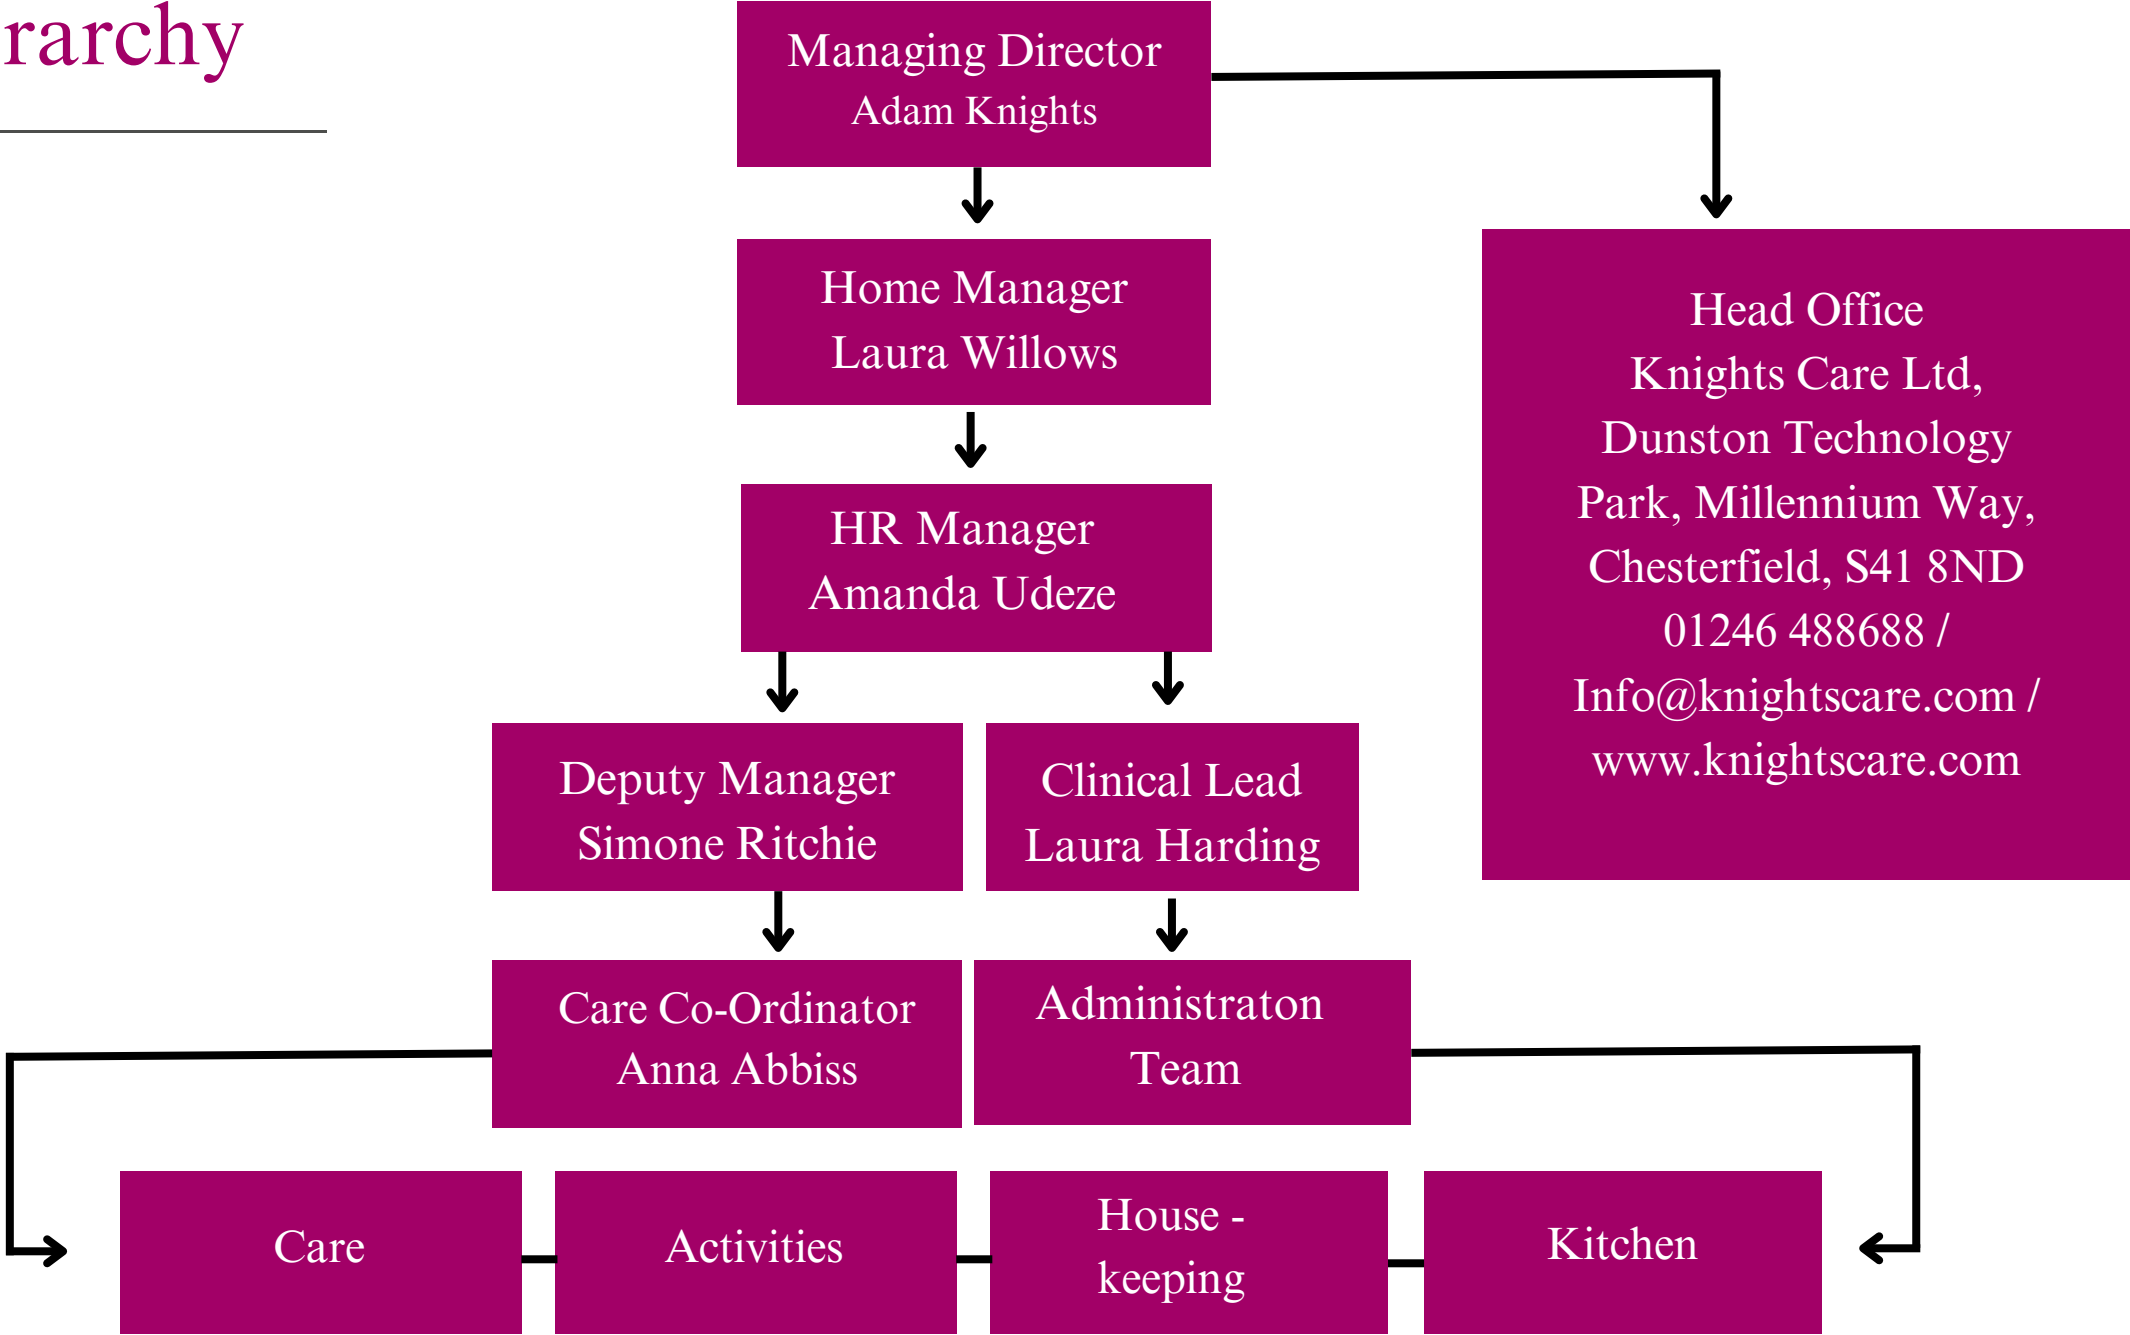 rarchy
Managing Director
Adam Knights
Home Manager
Laura Willows
Head Office
Knights Care Ltd,
Dunston Technology
Park, Millennium Way,
Chesterfield, S41 8ND
01246 488688 /
Info@knightscare.com /
www.knightscare.com
HR Manager
Amanda Udeze
Deputy Manager
Simone Ritchie
Clinical Lead
Laura Harding
Care Co-Ordinator
Anna Abbiss
Administraton
Team
Care
Activities
House -
keeping
Kitchen